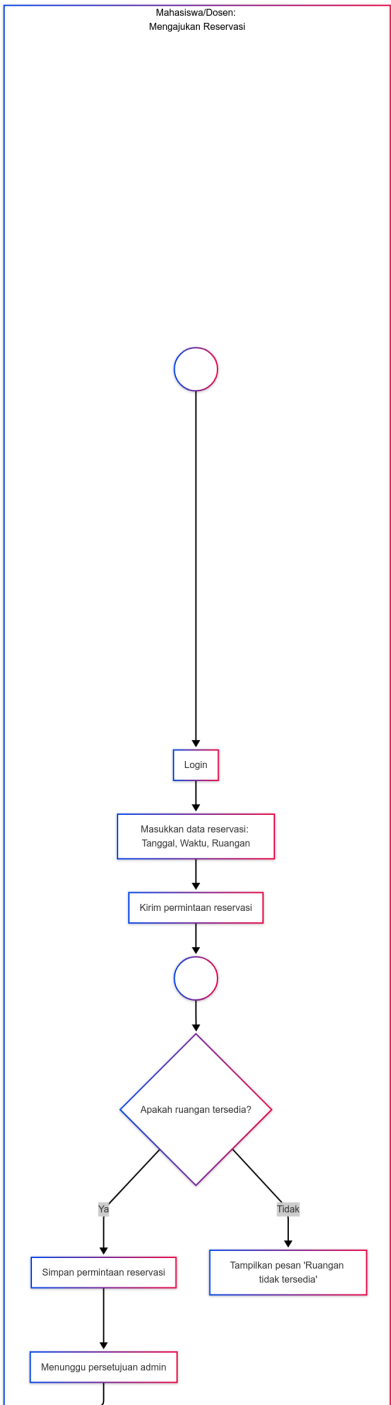 Mahasiswa/Dosen:
Mengajukan Reservasi
Login
Masukkan data reservasi:
Tanggal, Waktu, Ruangan
Kirim permintaan reservasi
Apakah ruangan tersedia?
Ya
Tidak
Simpan permintaan reservasi
Tampilkan pesan 'Ruangan
tidak tersedia'
Menunggu persetujuan admin